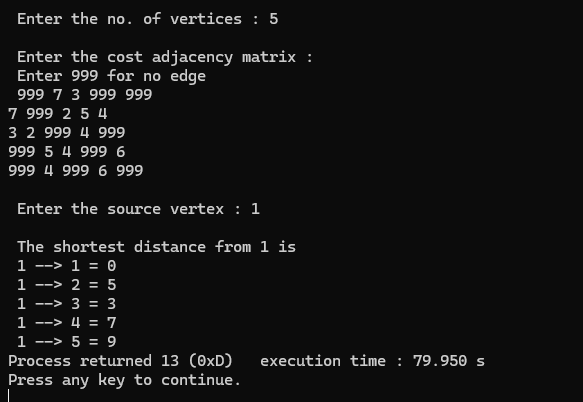 Enter the no. of vertices : 5
Enter the cost adjacency matrix :
Enter 999 for no edge
999 7 3 999 999
7 999 2 5 4
3 2 999 4 999
999 5 4 999 6
999 4 999 6 999
Enter the source vertex : 1
The shortest distance from 1 is
1 --> 1 = 0
1 --> 2 = 5
1 --> 3 = 3
1 --> 4 = 7
1 --> 5 = 9
Process returned 13 (0xD)   execution time : 79.950 s
Press any key to continue.